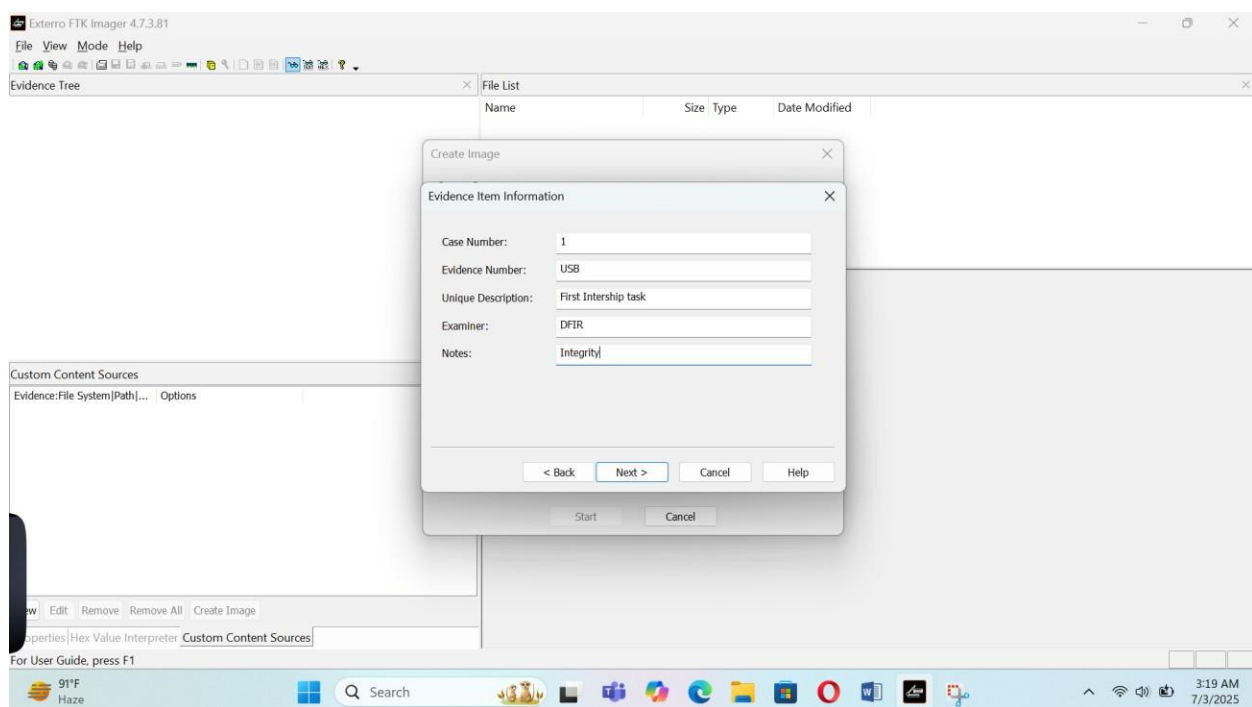 Exterro FTK Imager 4.7.3.81
File View Mode Help
Evidence Tree
File List
Name Size Type Date Modified
Create Image
Evidence Item Information
Case Number: 1
Evidence Number: USB
Unique Description: First Intership task
Examiner: DFIR
Notes: Integrity
< Back Next > Cancel Help
Start Cancel
Custom Content Sources
Evidence:File System|Path|... Options
Edit Remove Remove All Create Image
Hex Value Interpreter Custom Content Sources
For User Guide, press F1
91°F
Haze
Search
3:19 AM
7/3/2025